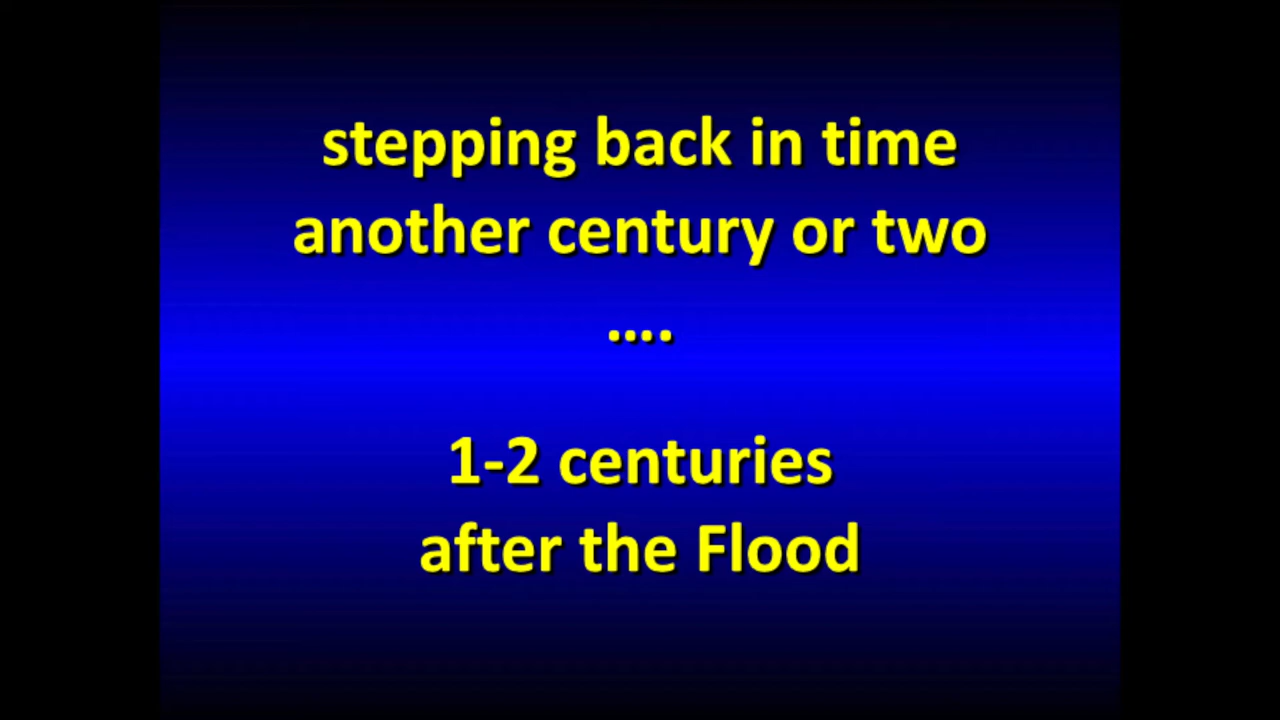 stepping back in time
another century or two
....
1-2 centuries
after the Flood